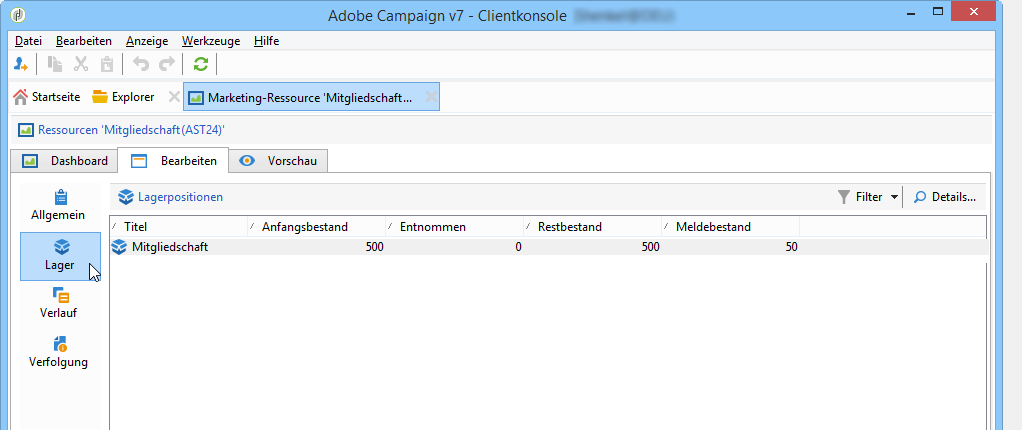 Adobe Campaign v7 - Clientkonsole
Datei Bearbeiten Anzeige Werkzeuge Hilfe
Startseite Explorer Marketing-Ressource 'Mitgliedschaft...
Ressourcen 'Mitgliedschaft (AST24)'
Dashboard Bearbeiten Vorschau
Allgemein
Lager
Verlauf
Verfolgung
Lagerpositionen Filter Details...
Titel Anfangsbestand Entnommen Restbestand Meldebestand
Mitgliedschaft 500 0 500 50